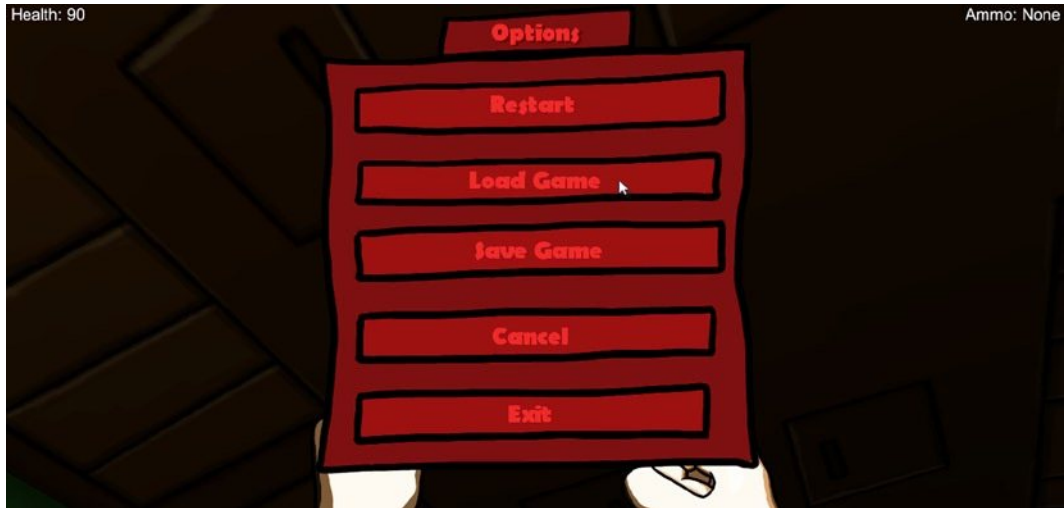 Health: 90
Ammo: None
Options
Restart
Load Game
Save Game
Cancel
Exit